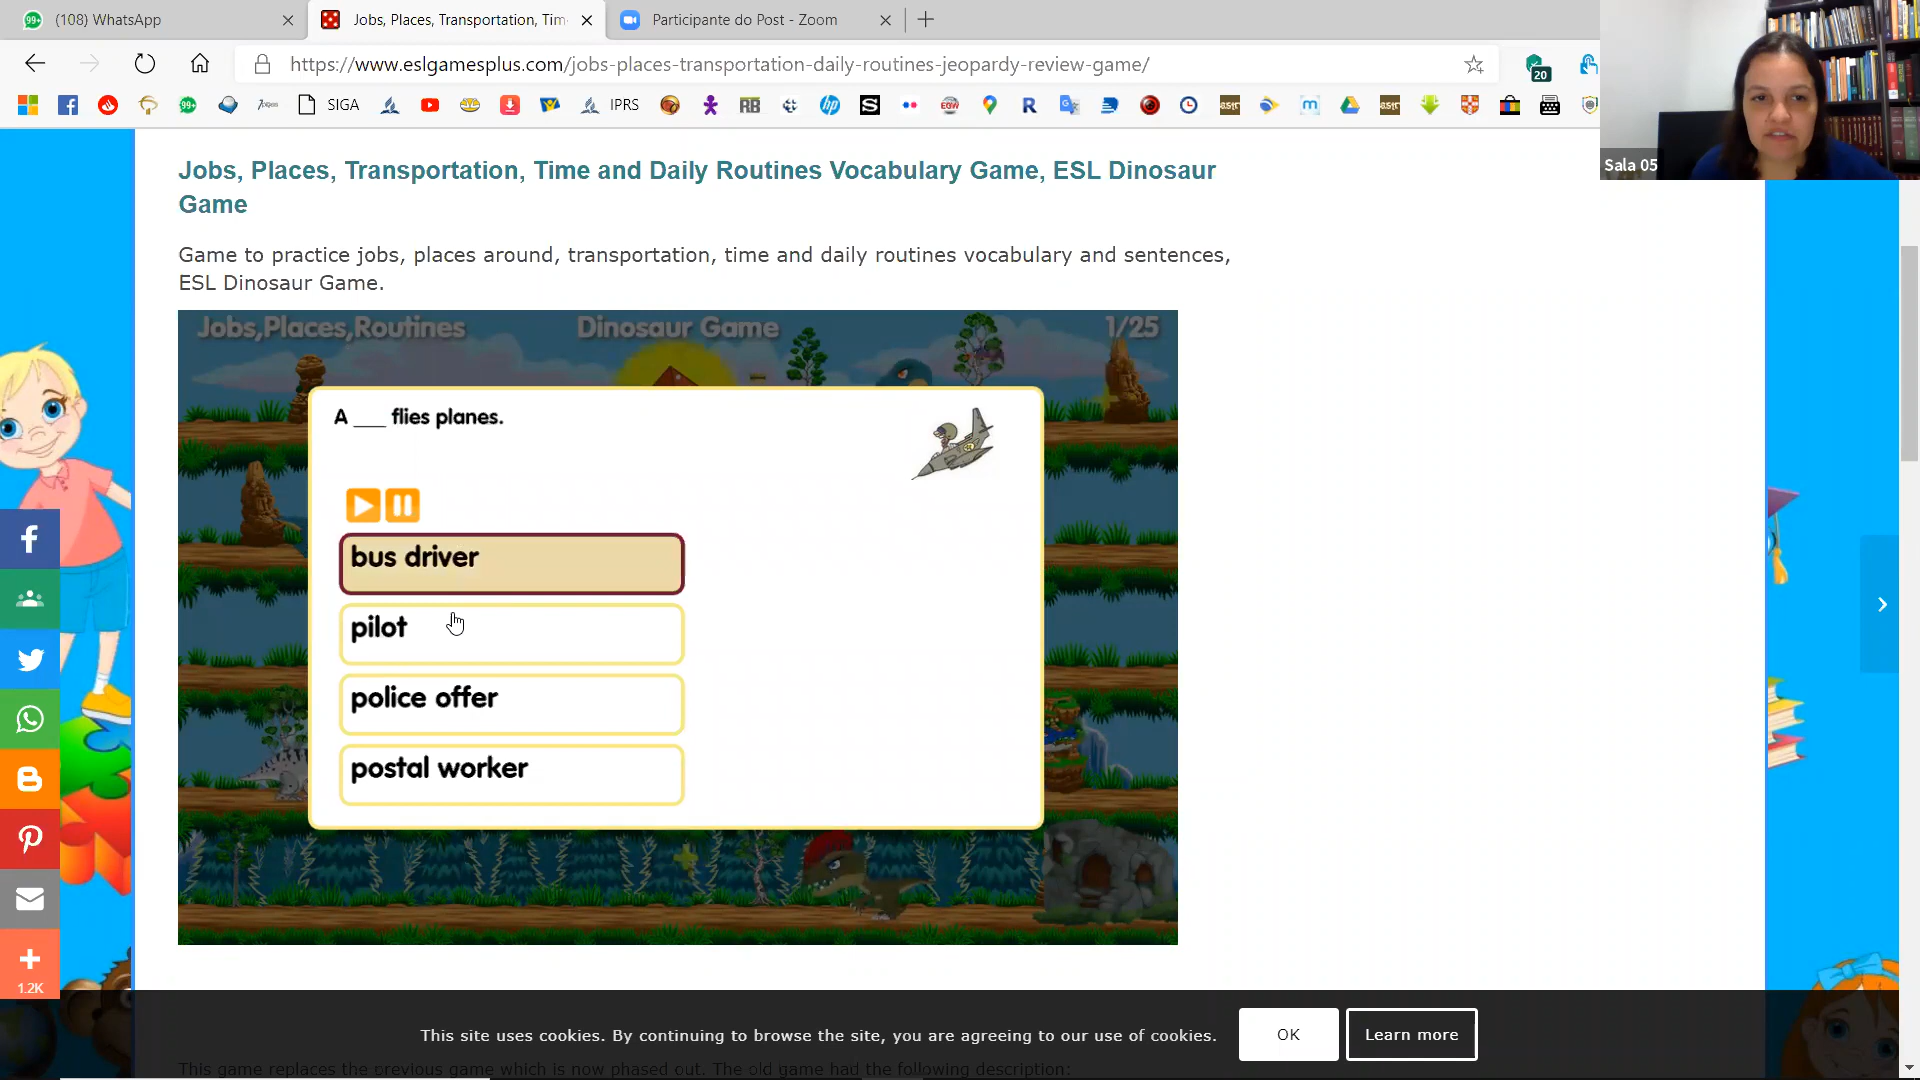 (108) WhatsApp
Jobs, Places, Transportation, Tim
Participante do Post - Zoom
https://www.eslgamesplus.com/jobs-places-transportation-daily-routines-jeopardy-review-game/
20
SIGA
IPRS
Sala 05
Jobs, Places, Transportation, Time and Daily Routines Vocabulary Game, ESL Dinosaur
Game
Game to practice jobs, places around, transportation, time and daily routines vocabulary and sentences,
ESL Dinosaur Game.
Jobs,Places,Routines
Dinosaur Game
1/25
A ___ flies planes.
bus driver
pilot
police offer
postal worker
1.2K
This site uses cookies. By continuing to browse the site, you are agreeing to our use of cookies.
OK
Learn more
This game replaces the previous game which is now phased out. The old game had the following description: